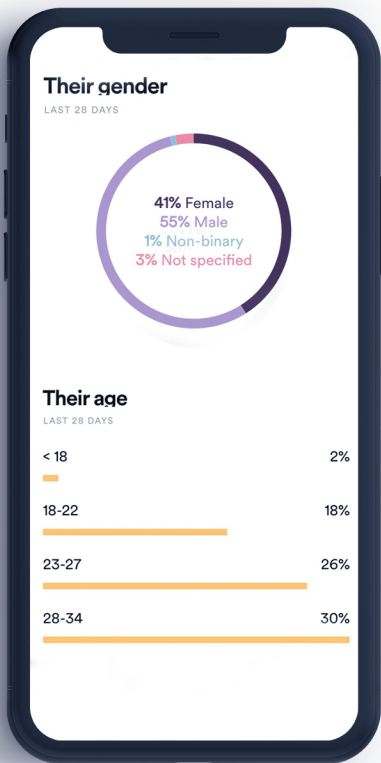 Their gender
LAST 28 DAYS
41% Female
55% Male
1% Non-binary
3% Not specified
Their age
LAST 28 DAYS
< 18 2%
18-22 18%
23-27 26%
28-34 30%